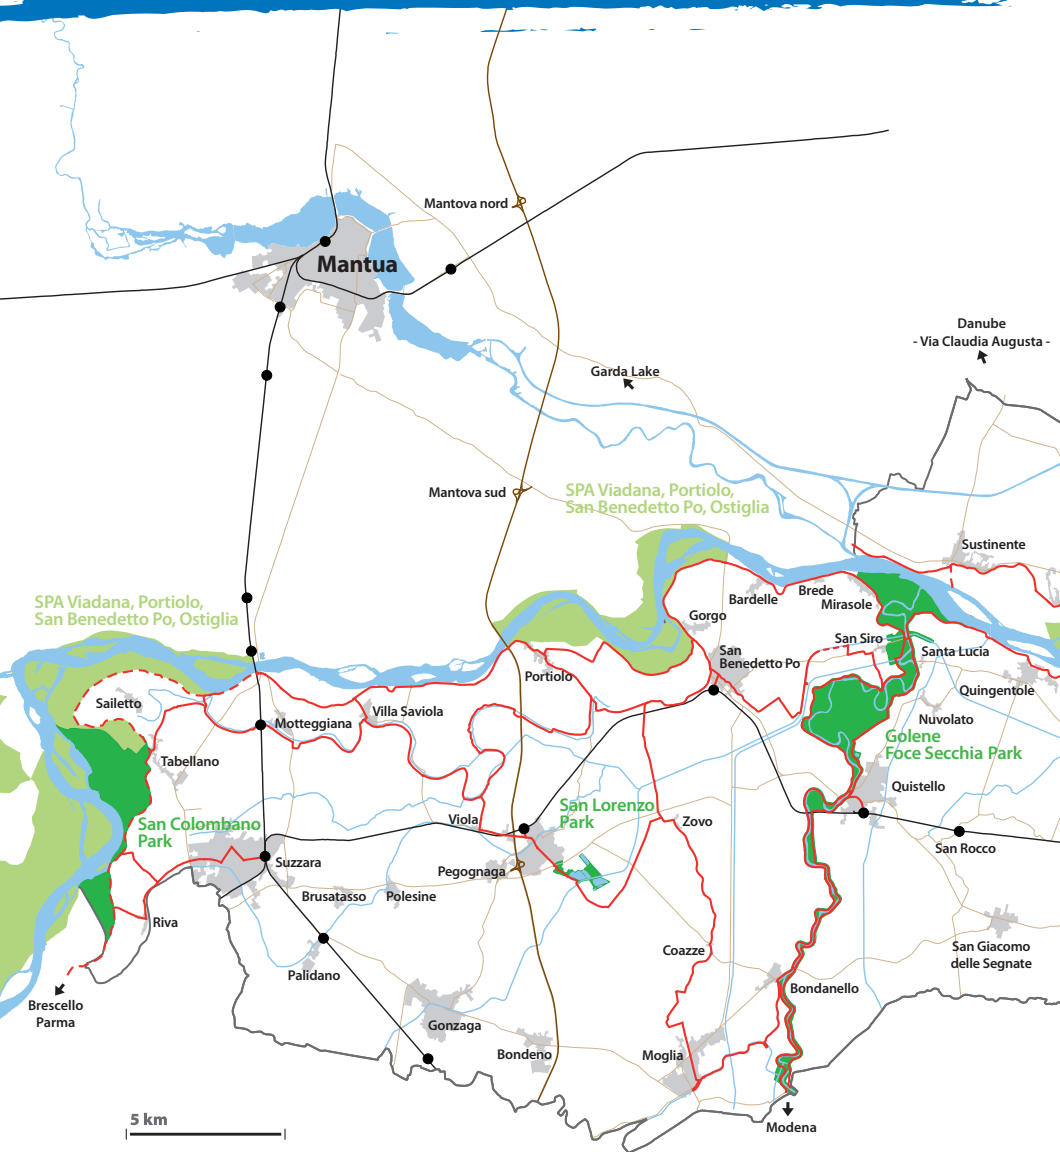 Mantova nord
Mantua
Danube
- Via Claudia Augusta -
Garda Lake
Mantova sud
SPA Viadana, Portiolo,
San Benedetto Po, Ostiglia
Sustinente
Brede
Bardelle
Mirasole
SPA Viadana, Portiolo,
San Benedetto Po, Ostiglia
Gorgo
San Siro
San
Benedetto Po
Santa Lucia
Portiolo
Quingentole
Sailetto
Villa Saviola
Motteggiana
Nuvolato
Golene
Foce Secchia Park
Tabellano
Quistello
San Lorenzo
Park
San Colombano
Park
Viola
Zovo
San Rocco
Suzzara
Pegognaga
Brusatasso
Polesine
Riva
San Giacomo
delle Segnate
Coazze
Palidano
Bondanello
Brescello
Parma
Gonzaga
Bondeno
Moglia
5 km
Modena